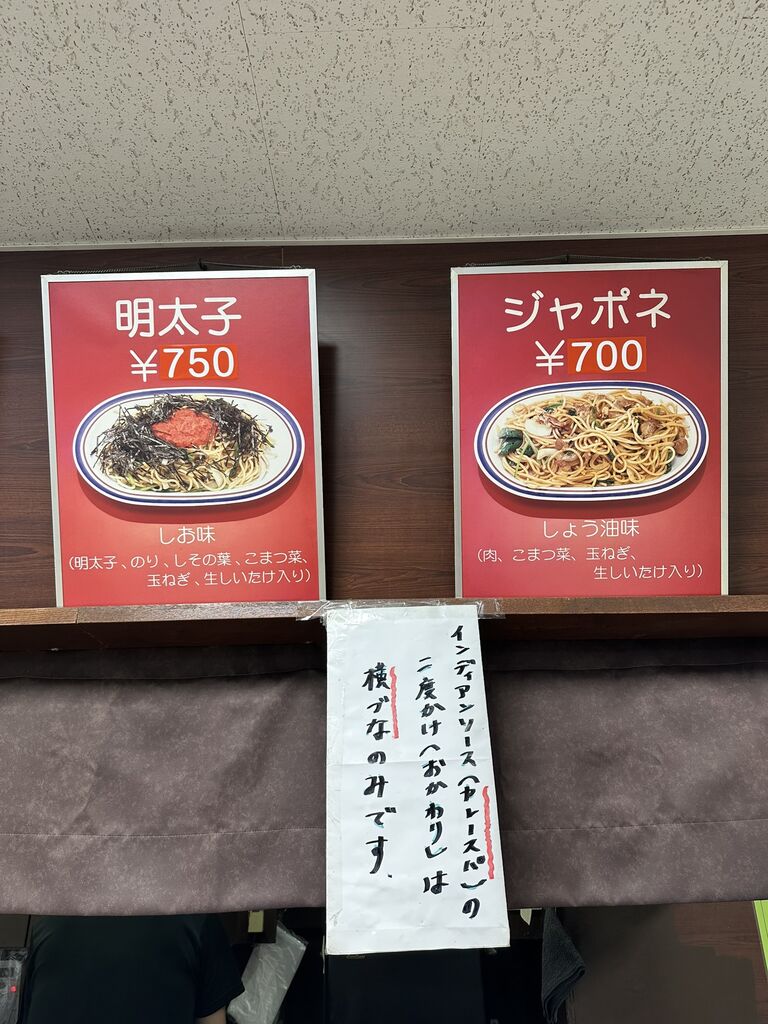 明太子
￥750
しお味
(明太子、のり、しその葉、こまつ菜、
玉ねぎ、生しいたけ入り)
ジャポネ
￥700
しょう油味
(肉、こまつ菜、玉ねぎ、
生しいたけ入り)
インディアンソース(カレースパ)の
二度かけ(おかわり)は
横づなのみです。